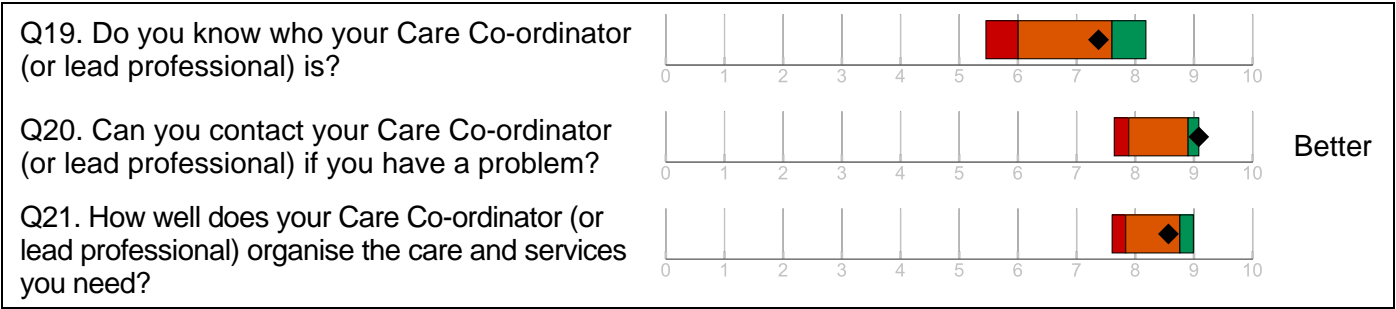 Q19. Do you know who your Care Co-ordinator
(or lead professional) is?
0 1 2 3 4 5 6 7 8 9 10
Q20. Can you contact your Care Co-ordinator
(or lead professional) if you have a problem?
0 1 2 3 4 5 6 7 8 9 10
Better
Q21. How well does your Care Co-ordinator (or
lead professional) organise the care and services
you need?
0 1 2 3 4 5 6 7 8 9 10